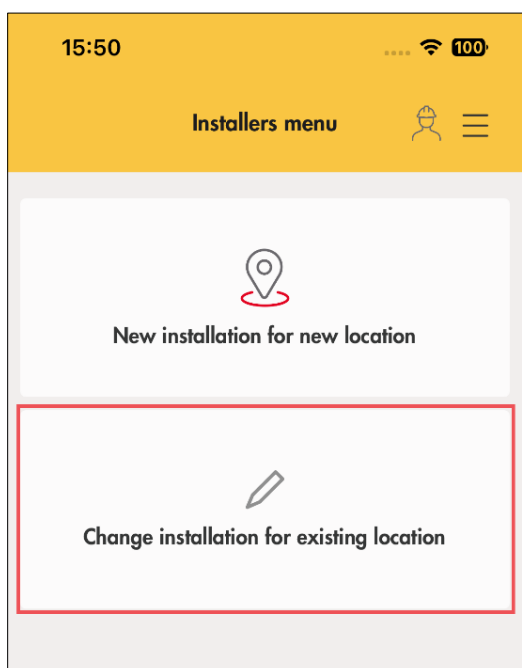 15:50
100
Installers menu
New installation for new location
Change installation for existing location